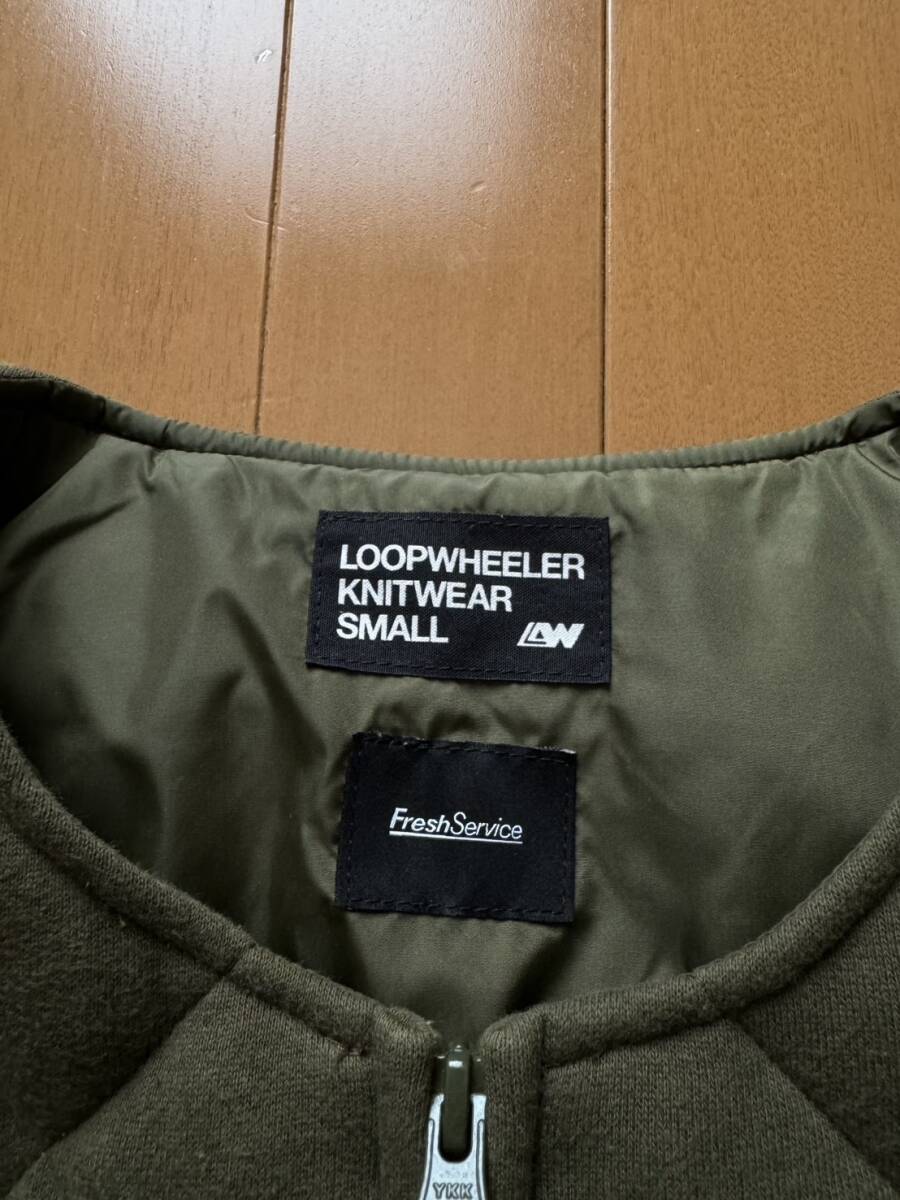 LOOPWHEELER
KNITWEAR
SMALL LW
FreshService
YKK